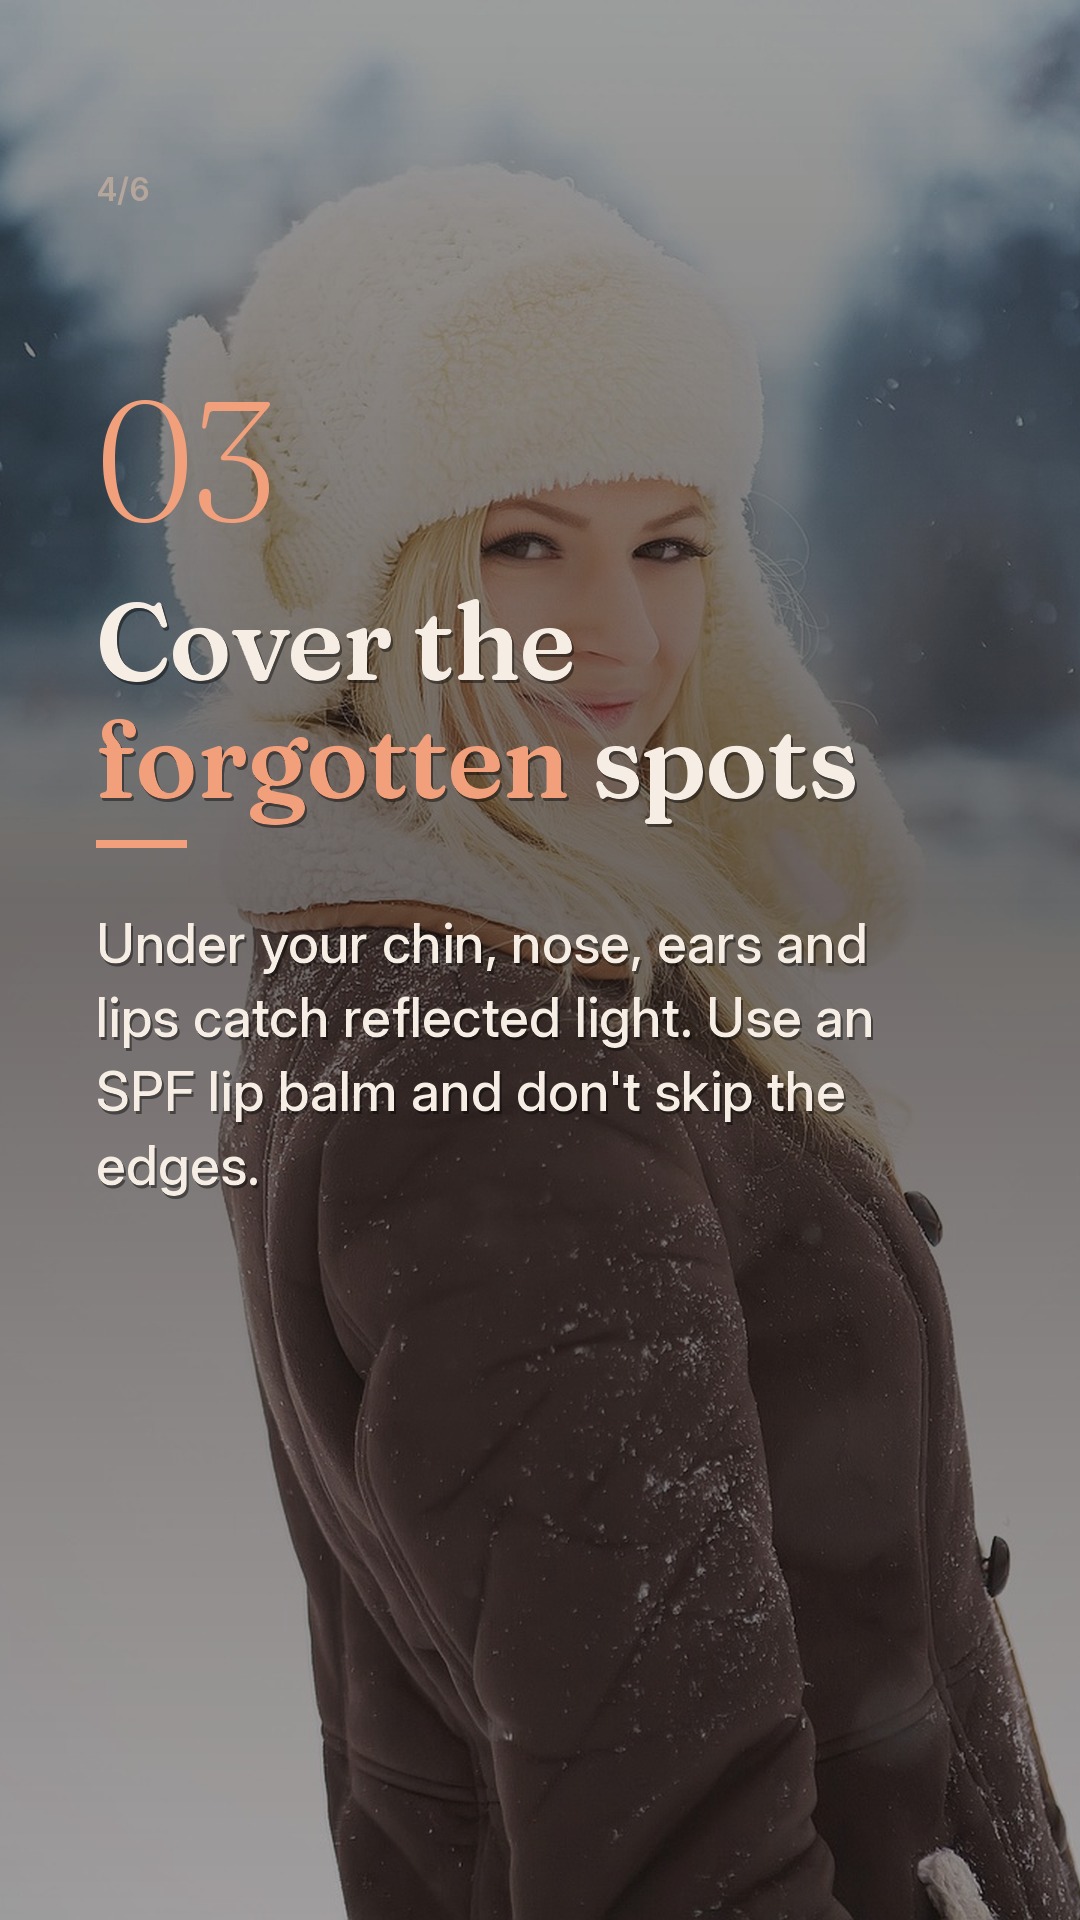 4/6
03
Cover the
forgotten spots
Under your chin, nose, ears and
lips catch reflected light. Use an
SPF lip balm and don't skip the
edges.